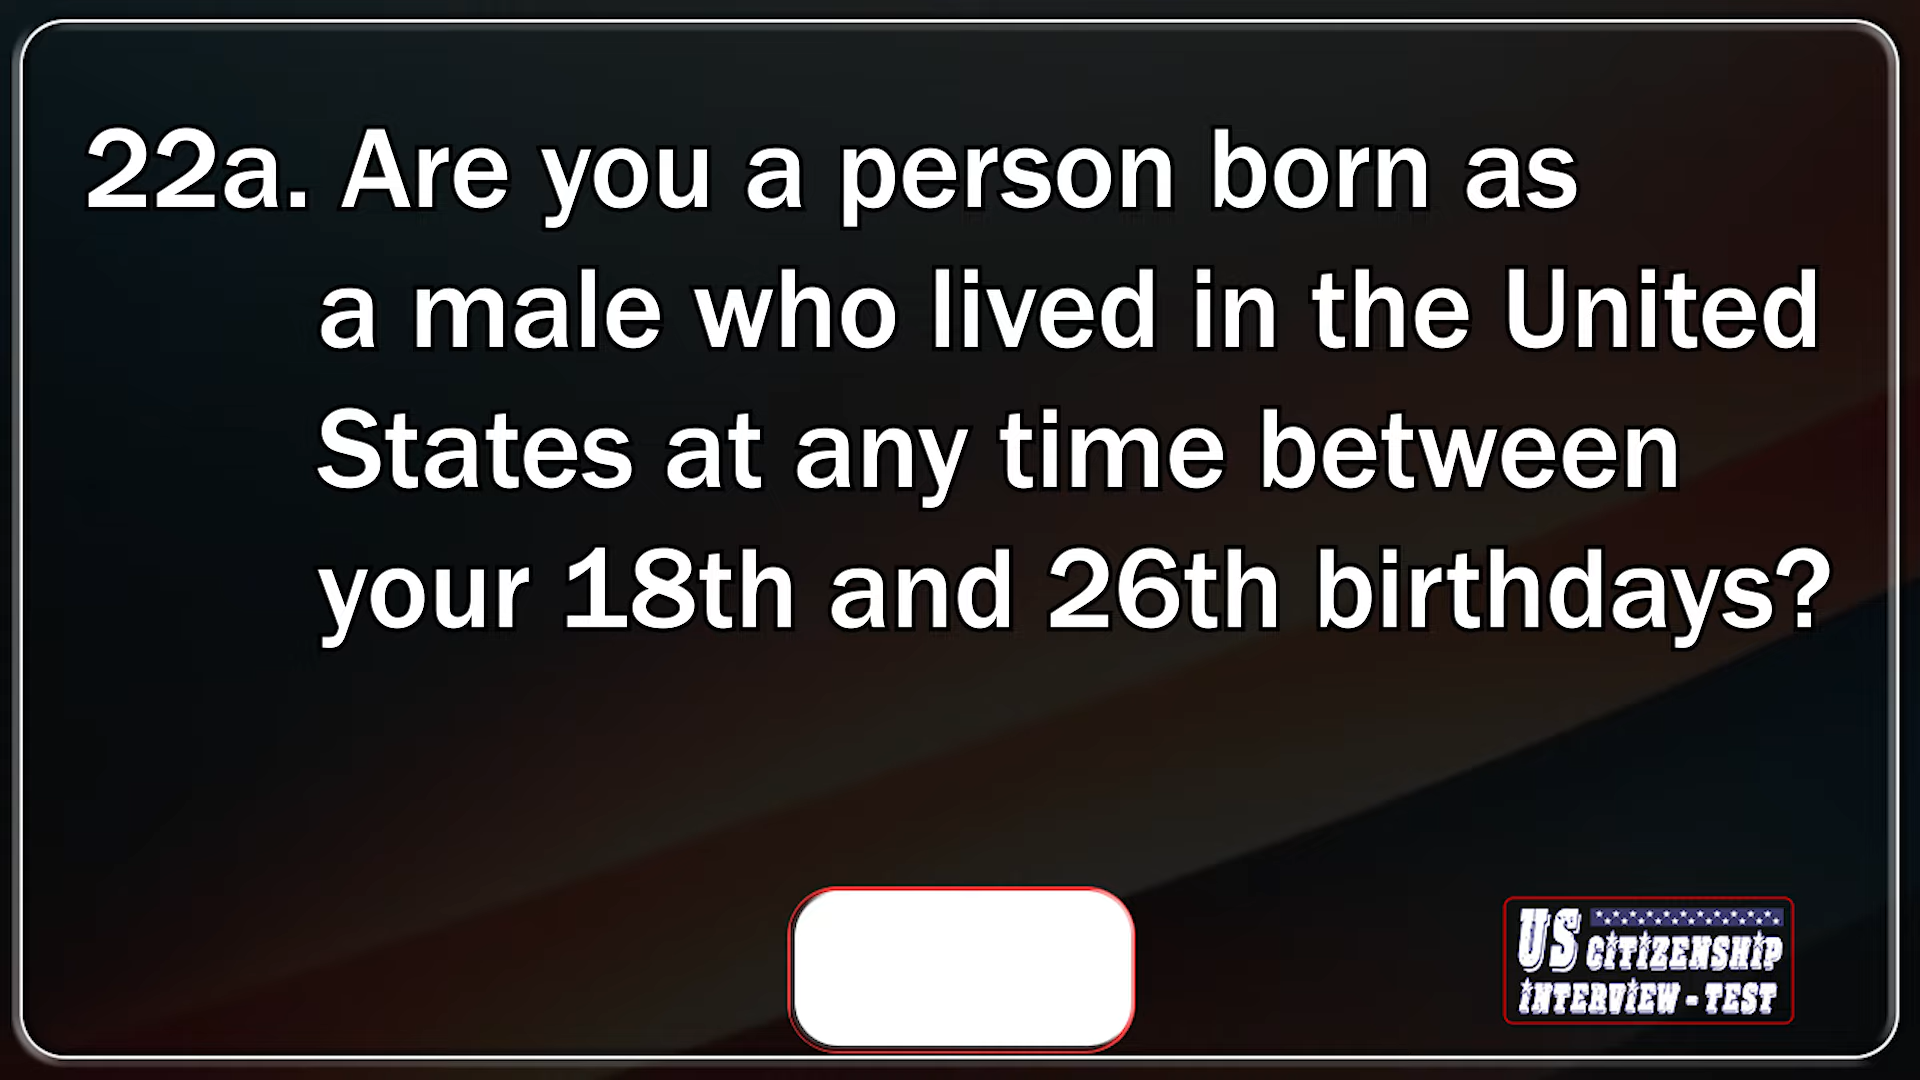 22a. Are you a person born as
a male who lived in the United
States at any time between
your 18th and 26th birthdays?
US CITIZENSHIP
INTERVIEW - TEST